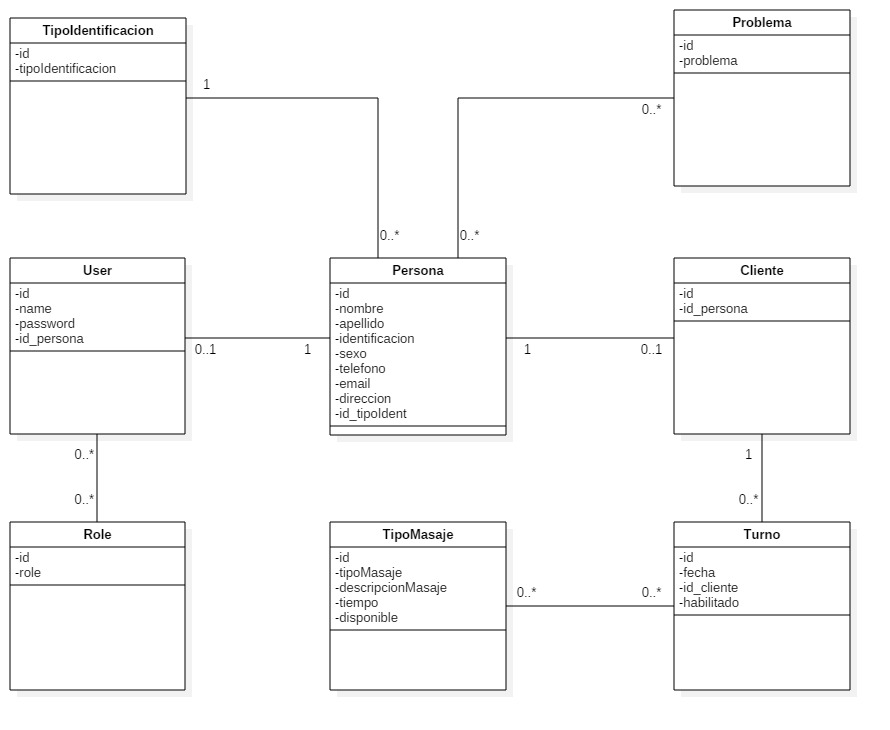 TipoIdentificacion
-id
-tipoIdentificacion
Problema
-id
-problema
1
0..*
0..*
0..*
User
-id
-name
-password
-id_persona
Persona
-id
-nombre
-apellido
-identificacion
-sexo
-telefono
-email
-direccion
-id_tipoIdent
Cliente
-id
-id_persona
0..1
1
1
0..1
0..*
0..*
1
0..*
Role
-id
-role
TipoMasaje
-id
-tipoMasaje
-descripcionMasaje
-tiempo
-disponible
0..*
0..*
Turno
-id
-fecha
-id_cliente
-habilitado